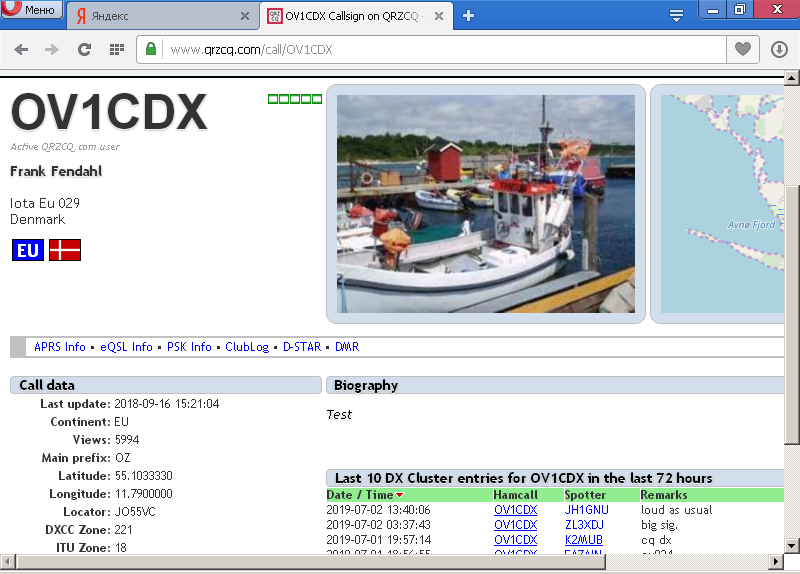 Меню
Яндекс
OV1CDX Callsign on QRZCQ -
www.qrzcq.com/call/OV1CDX
OV1CDX
Active QRZCQ.com user
Frank Fendahl
Iota Eu 029
Denmark
EU
Avnø Fjord
APRS Info • eQSL Info • PSK Info • ClubLog • D-STAR • DMR
Call data
Last update: 2018-09-16 15:21:04
Continent: EU
Views: 5994
Main prefix: OZ
Latitude: 55.1033330
Longitude: 11.7900000
Locator: JO55VC
DXCC Zone: 221
ITU Zone: 18
Biography
Test
Last 10 DX Cluster entries for OV1CDX in the last 72 hours
Date / Time Hamcall Spotter Remarks
2019-07-02 13:40:06 OV1CDX JH1GNU loud as usual
2019-07-02 03:37:43 OV1CDX ZL3XDJ big sig.
2019-07-01 19:57:14 OV1CDX K2MUB cq dx
2019-07-01 18:56:55 OV1CDX